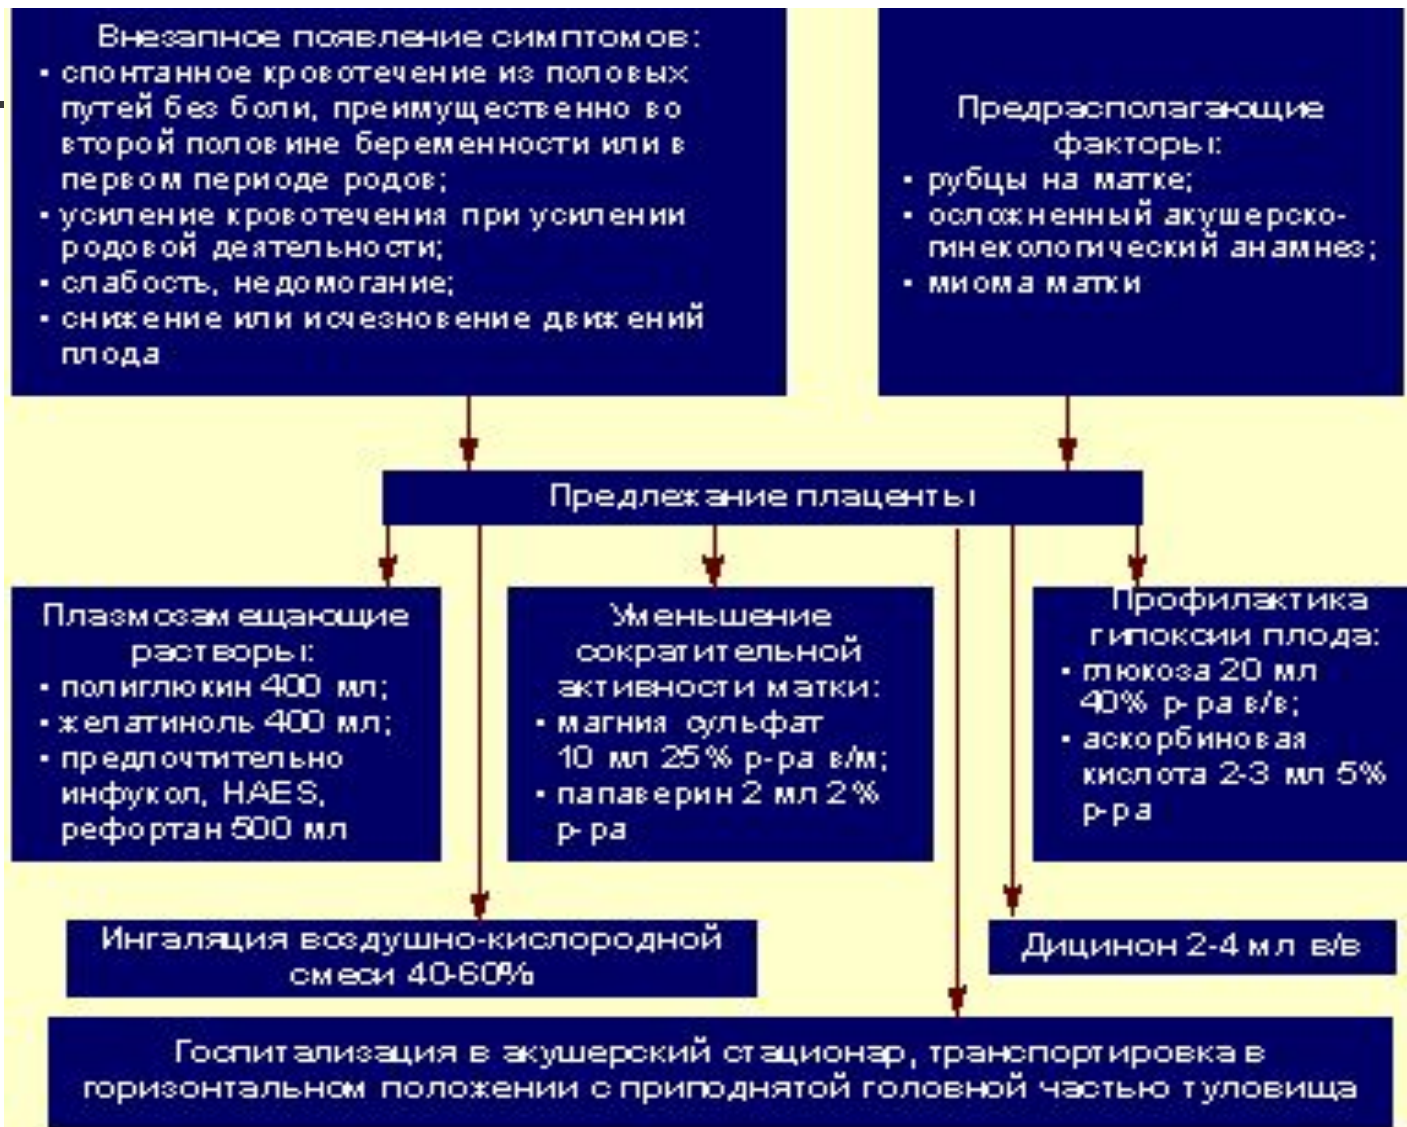 Внезапное появление симптомов:
• спонтанное кровотечение из половых
путей без боли, преимущественно во
второй половине беременности или в
первом периоде родов;
• усиление кровотечения при усилении
родовой деятельности;
• слабость, недомогание;
• снижение или исчезновение движений
плода
Предрасполагающие
факторы:
• рубцы на матке;
• осложненный акушерско-
гинекологический анамнез;
• миома матки
Предлежание плаценты
Плазмозамещающие
растворы:
• полиглюкин 400 мл;
• желатиноль 400 мл;
• предпочтительно
инфукол, HAES,
рефортан 500 мл
Уменьшение
сократительной
активности матки:
• магния сульфат
10 мл 25% р-ра в/м;
• папаверин 2 мл 2%
р-ра
Профилактика
гипоксии плода:
• глюкоза 20 мл
40% р-ра в/в;
• аскорбиновая
кислота 2-3 мл 5%
р-ра
Ингаляция воздушно-кислородной
смеси 40-60%
Дицинон 2-4 мл в/в
Госпитализация в акушерский стационар, транспортировка в
горизонтальном положении с приподнятой головной частью туловища